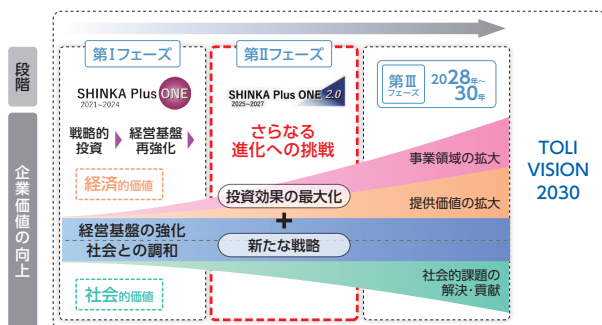 段階
第Ⅰフェーズ
SHINKA Plus ONE
2021~2024
戦略的
投資
経営基盤
再強化
第Ⅱフェーズ
SHINKA Plus ONE 2.0
2025~2027
さらなる
進化への挑戦
第Ⅲ
フェーズ
2028年~
30年
企業価値の向上
経済的価値
投資効果の最大化
+
新たな戦略
経営基盤の強化
社会との調和
社会的価値
事業領域の拡大
提供価値の拡大
社会的課題の
解決・貢献
TOLI
VISION
2030